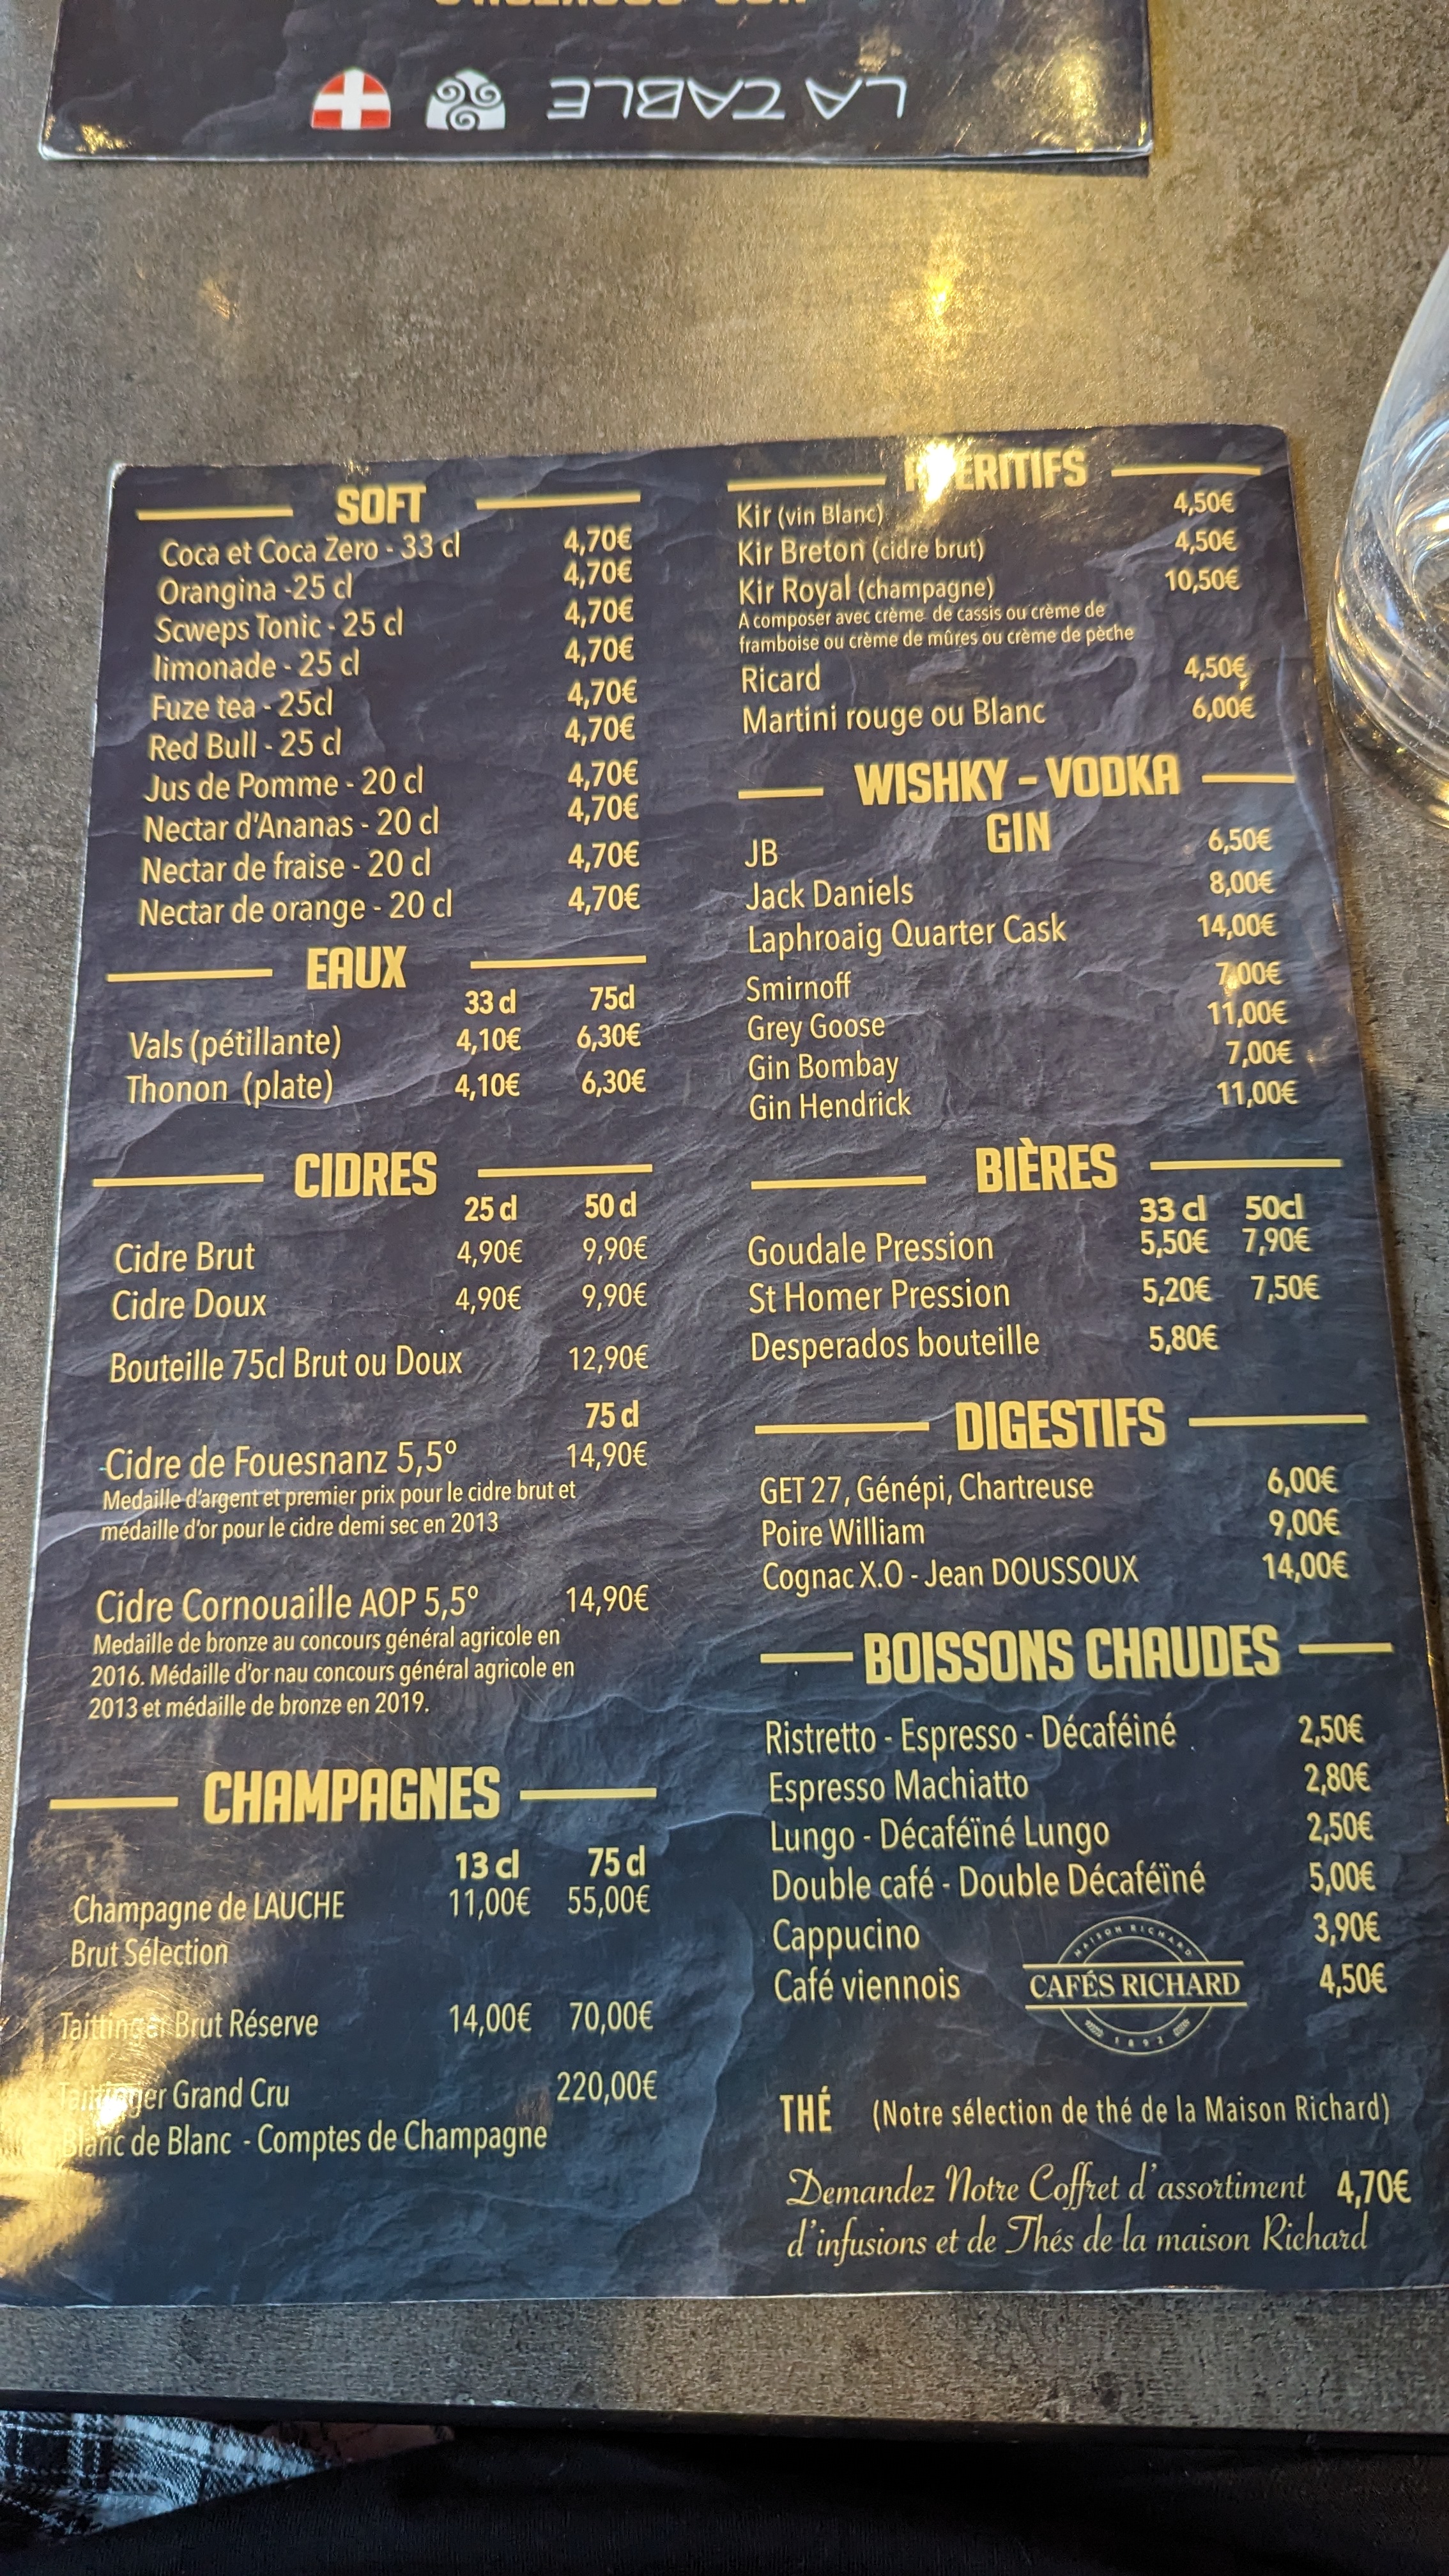 LA TABLE
SOFT
Coca et Coca Zero - 33 cl 4,70€
Orangina -25 cl 4,70€
Scweps Tonic - 25 cl 4,70€
limonade - 25 cl 4,70€
Fuze tea - 25cl 4,70€
Red Bull - 25 cl 4,70€
Jus de Pomme - 20 cl 4,70€
Nectar d'Ananas - 20 cl 4,70€
Nectar de fraise - 20 cl 4,70€
Nectar de orange - 20 cl 4,70€
EAUX
33 cl 75cl
Vals (pétillante) 4,10€ 6,30€
Thonon (plate) 4,10€ 6,30€
CIDRES
25 cl 50 cl
Cidre Brut 4,90€ 9,90€
Cidre Doux 4,90€ 9,90€
Bouteille 75cl Brut ou Doux 12,90€
75 cl
Cidre de Fouesnanz 5,5° 14,90€
Medaille d'argent et premier prix pour le cidre brut et
médaille d'or pour le cidre demi sec en 2013
Cidre Cornouaille AOP 5,5° 14,90€
Medaille de bronze au concours général agricole en
2016. Médaille d'or nau concours général agricole en
2013 et médaille de bronze en 2019.
CHAMPAGNES
13 cl 75 cl
Champagne de LAUCHE 11,00€ 55,00€
Brut Sélection
Taittinger Brut Réserve 14,00€ 70,00€
Taittinger Grand Cru 220,00€
Blanc de Blanc - Comptes de Champagne
APERITIFS
Kir (vin Blanc) 4,50€
Kir Breton (cidre brut) 4,50€
Kir Royal (champagne) 10,50€
A composer avec crème de cassis ou crème de
framboise ou crème de mûres ou crème de pèche
Ricard 4,50€
Martini rouge ou Blanc 6,00€
WISHKY - VODKA
GIN
JB 6,50€
Jack Daniels 8,00€
Laphroaig Quarter Cask 14,00€
Smirnoff 7,00€
Grey Goose 11,00€
Gin Bombay 7,00€
Gin Hendrick 11,00€
BIÈRES
33 cl 50cl
Goudale Pression 5,50€ 7,90€
St Homer Pression 5,20€ 7,50€
Desperados bouteille 5,80€
DIGESTIFS
GET 27, Génépi, Chartreuse 6,00€
Poire William 9,00€
Cognac X.O - Jean DOUSSOUX 14,00€
BOISSONS CHAUDES
Ristretto - Espresso - Décaféiné 2,50€
Espresso Machiatto 2,80€
Lungo - Décaféïné Lungo 2,50€
Double café - Double Décaféïné 5,00€
Cappucino 3,90€
Café viennois 4,50€
MAISON RICHARD
CAFÉS RICHARD
1892
THÉ (Notre sélection de thé de la Maison Richard)
Demandez Notre Coffret d'assortiment 4,70€
d'infusions et de Thés de la maison Richard